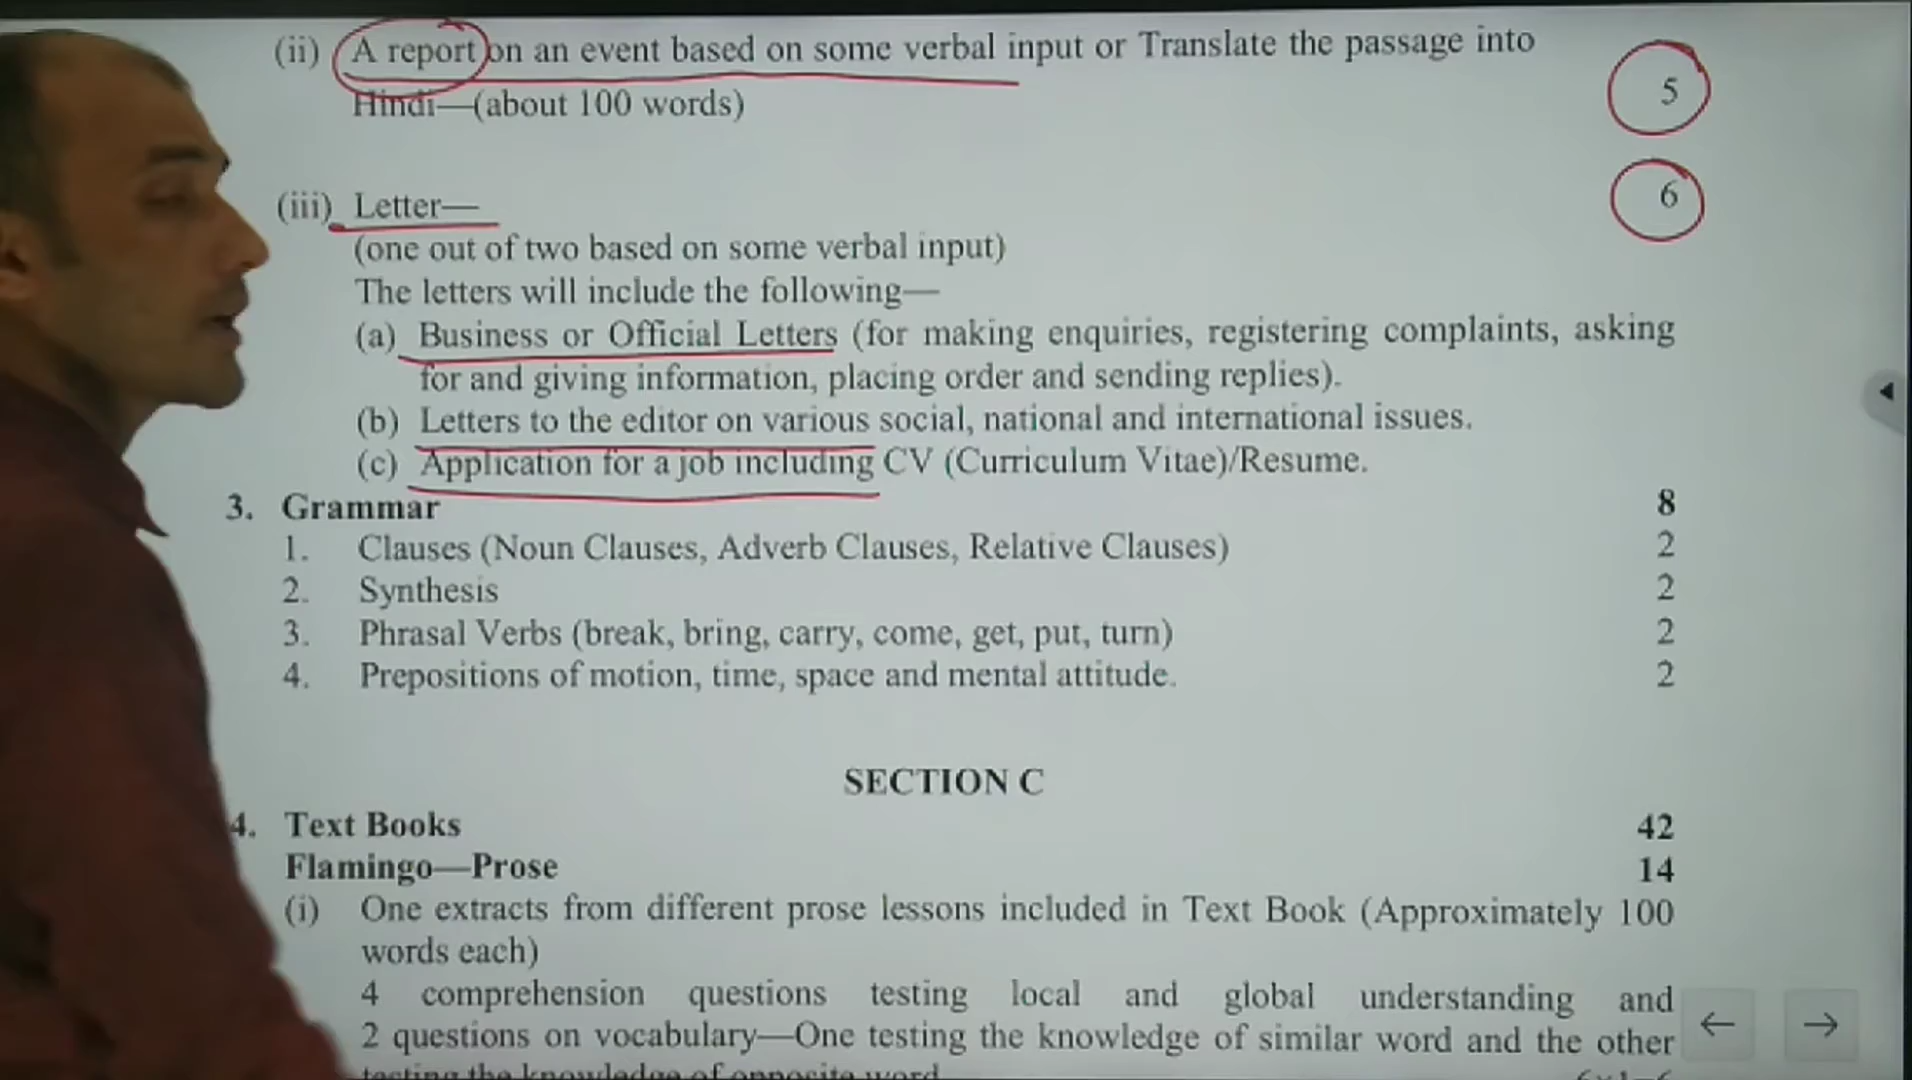 (ii) A report on an event based on some verbal input or Translate the passage into
Hindi—(about 100 words)
5
(iii) Letter—
6
(one out of two based on some verbal input)
The letters will include the following—
(a) Business or Official Letters (for making enquiries, registering complaints, asking
for and giving information, placing order and sending replies).
(b) Letters to the editor on various social, national and international issues.
(c) Application for a job including CV (Curriculum Vitae)/Resume.
3. Grammar 8
1. Clauses (Noun Clauses, Adverb Clauses, Relative Clauses) 2
2. Synthesis 2
3. Phrasal Verbs (break, bring, carry, come, get, put, turn) 2
4. Prepositions of motion, time, space and mental attitude. 2
SECTION C
4. Text Books 42
Flamingo—Prose 14
(i) One extracts from different prose lessons included in Text Book (Approximately 100
words each)
4 comprehension questions testing local and global understanding and
2 questions on vocabulary—One testing the knowledge of similar word and the other
testing the knowledge of opposite word